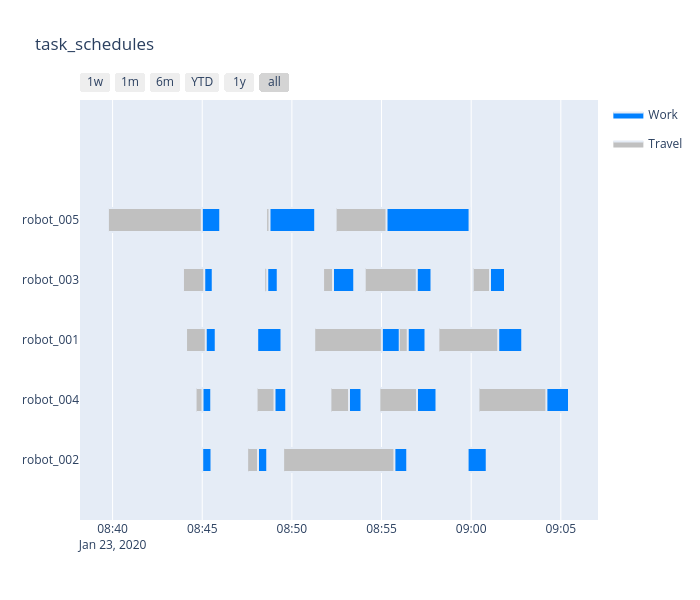 task_schedules
1w 1m 6m YTD 1y all
Work
Travel
robot_005
robot_003
robot_001
robot_004
robot_002
08:40 08:45 08:50 08:55 09:00 09:05
Jan 23, 2020